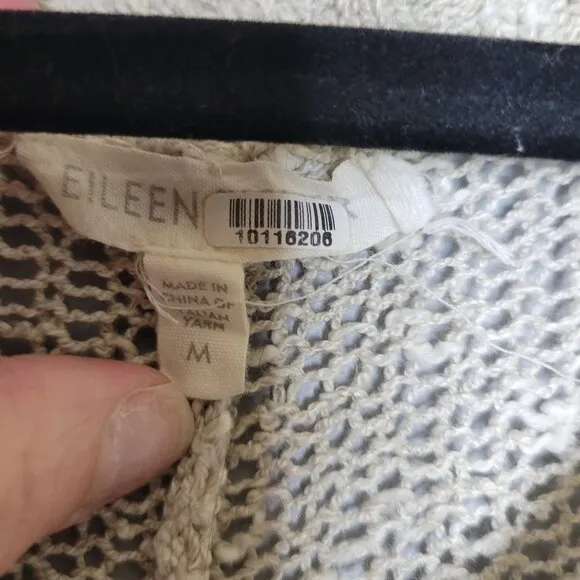 EILEEN
10116206
MADE IN
CHINA OF
ITALIAN
YARN
M